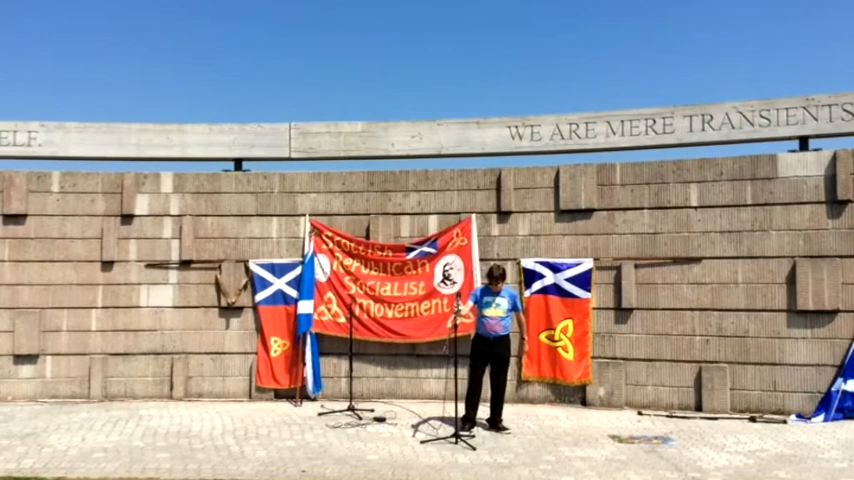 ELF.
WE ARE MERE TRANSIENTS
Scottish
Republican
Socialist
Movement